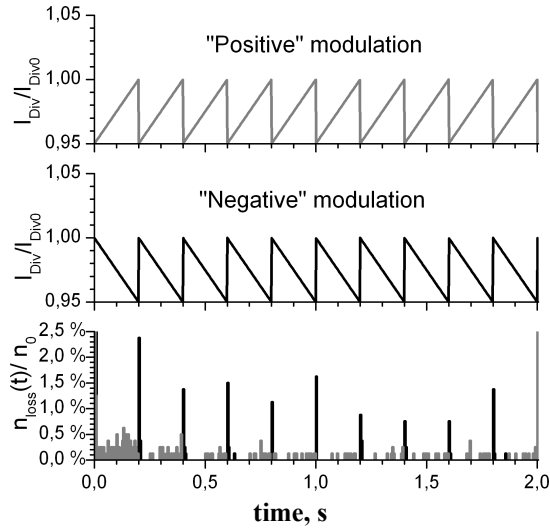 1,05
"Positive" modulation
1,00
0,95
I_Div/I_Div0
1,05
"Negative" modulation
1,00
0,95
I_Div/I_Div0
2,5 %
2,0 %
1,5 %
1,0 %
0,5 %
0,0
n_loss(t)/ n_0
0,0 0,5 1,0 1,5 2,0
time, s